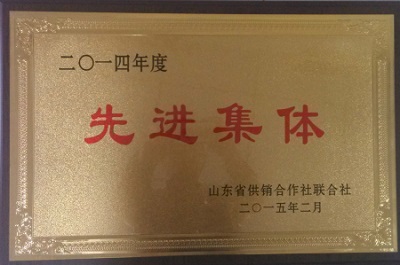 二〇一四年度
先进集体
山东省供销合作社联合社
二〇一五年二月